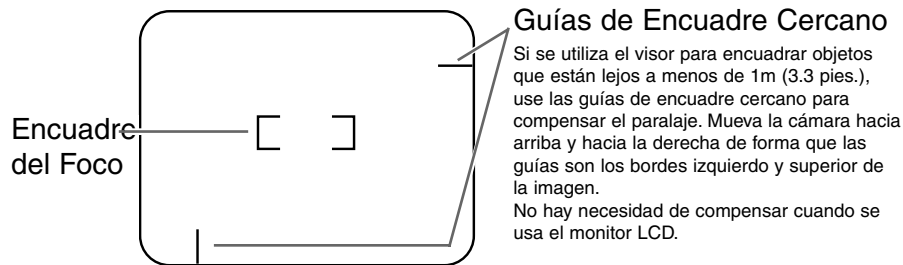 Guías de Encuadre Cercano
Si se utiliza el visor para encuadrar objetos
que están lejos a menos de 1m (3.3 pies.),
use las guías de encuadre cercano para
compensar el paralaje. Mueva la cámara hacia
arriba y hacia la derecha de forma que las
guías son los bordes izquierdo y superior de
la imagen.
No hay necesidad de compensar cuando se
usa el monitor LCD.
Encuadre
del Foco